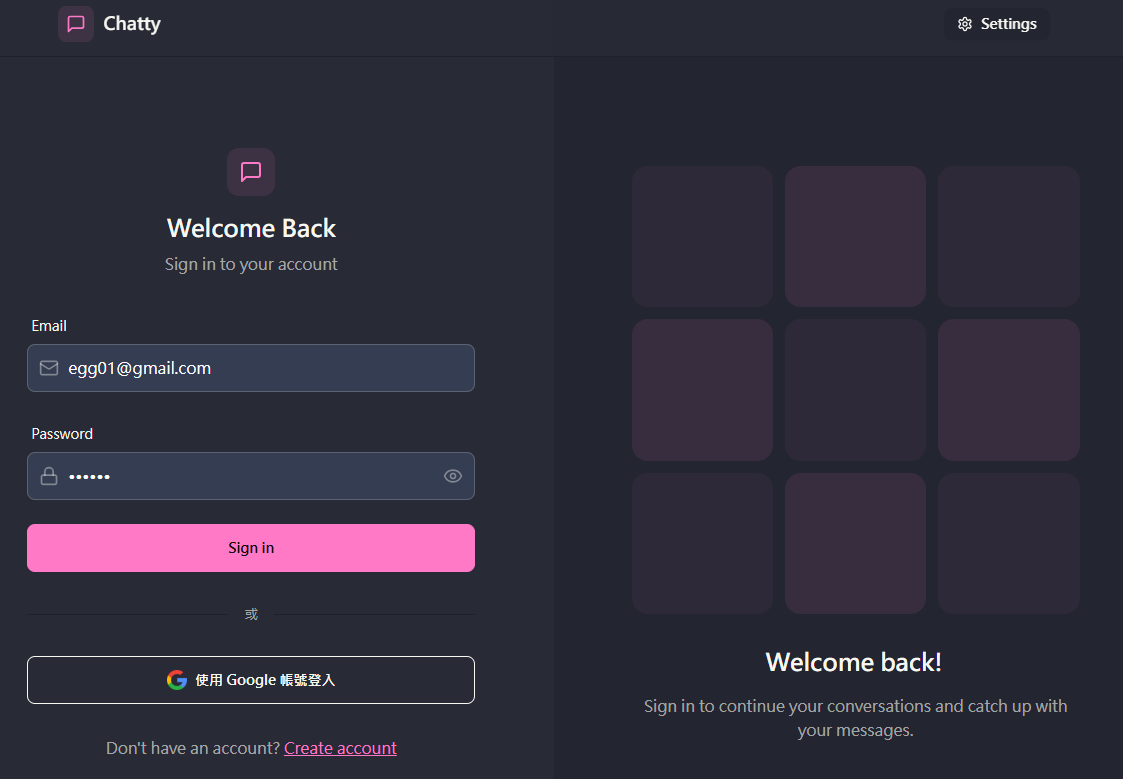 Chatty
Settings
Welcome Back
Sign in to your account
Email
egg01@gmail.com
Password
••••••
Sign in
或
使用 Google 帳號登入
Don't have an account? Create account
Welcome back!
Sign in to continue your conversations and catch up with
your messages.